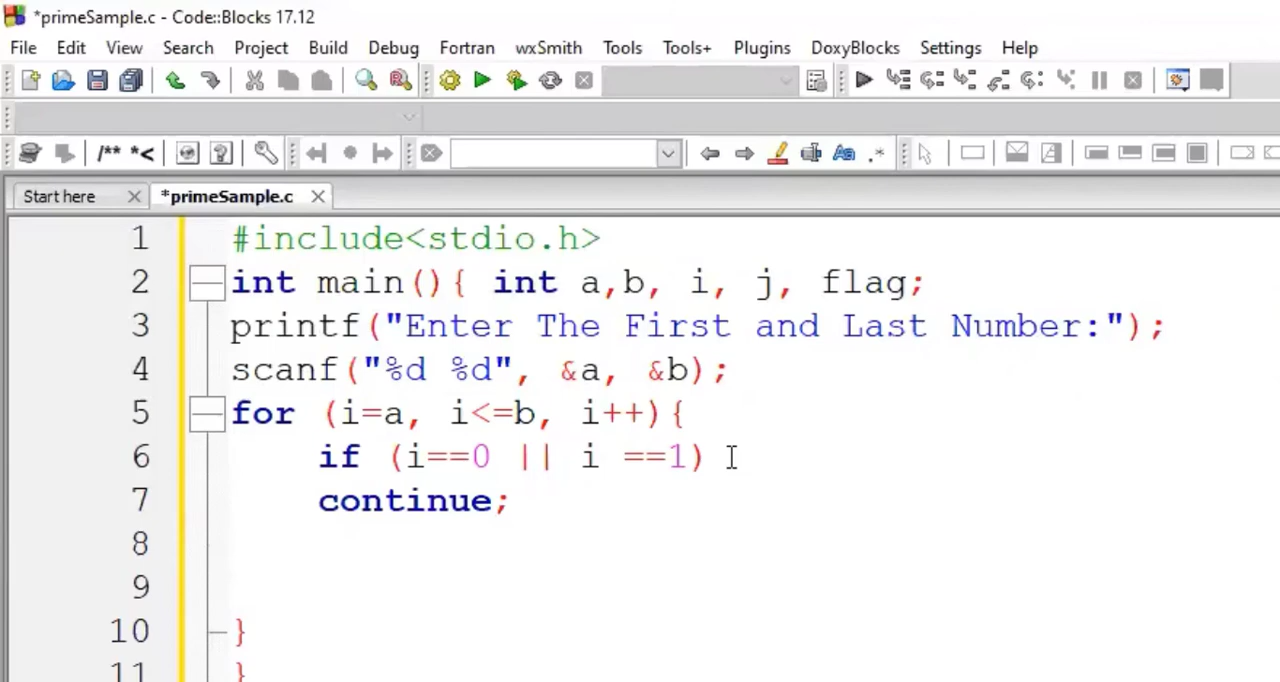 *primeSample.c - Code::Blocks 17.12
File Edit View Search Project Build Debug Fortran wxSmith Tools Tools+ Plugins DoxyBlocks Settings Help
/** *<
Start here *primeSample.c
1 #include<stdio.h>
2 int main(){ int a,b, i, j, flag;
3 printf("Enter The First and Last Number:");
4 scanf("%d %d", &a, &b);
5 for (i=a, i<=b, i++){
6 if (i==0 || i ==1)
7 continue;
8
9
10 }
11 }